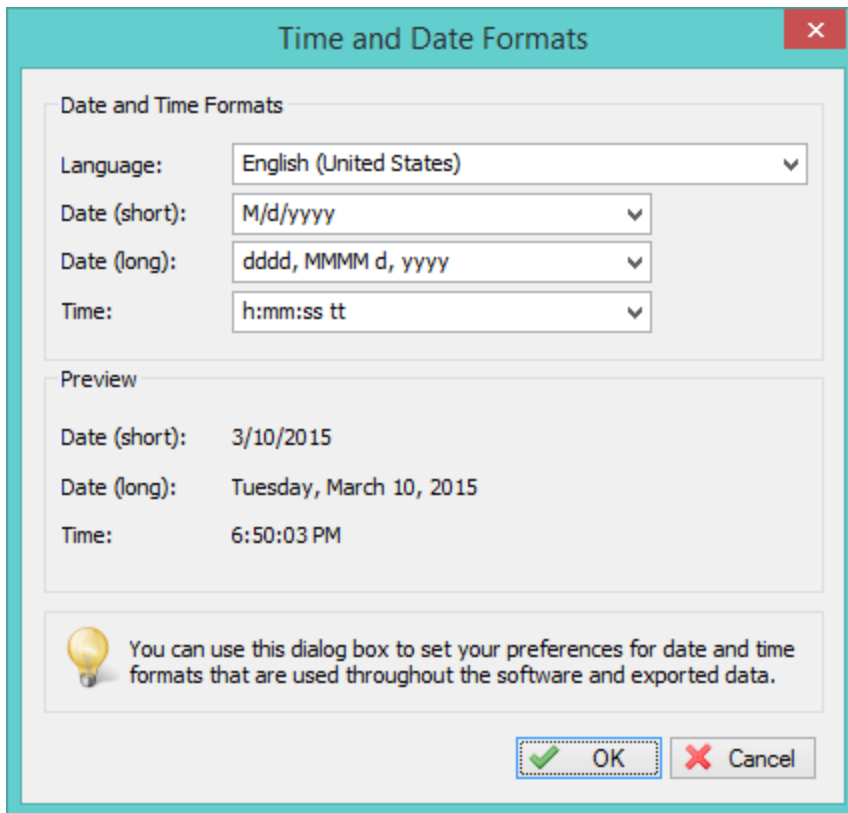 Time and Date Formats
Date and Time Formats
Language: English (United States)
Date (short): M/d/yyyy
Date (long): dddd, MMMM d, yyyy
Time: h:mm:ss tt
Preview
Date (short): 3/10/2015
Date (long): Tuesday, March 10, 2015
Time: 6:50:03 PM
You can use this dialog box to set your preferences for date and time
formats that are used throughout the software and exported data.
OK Cancel